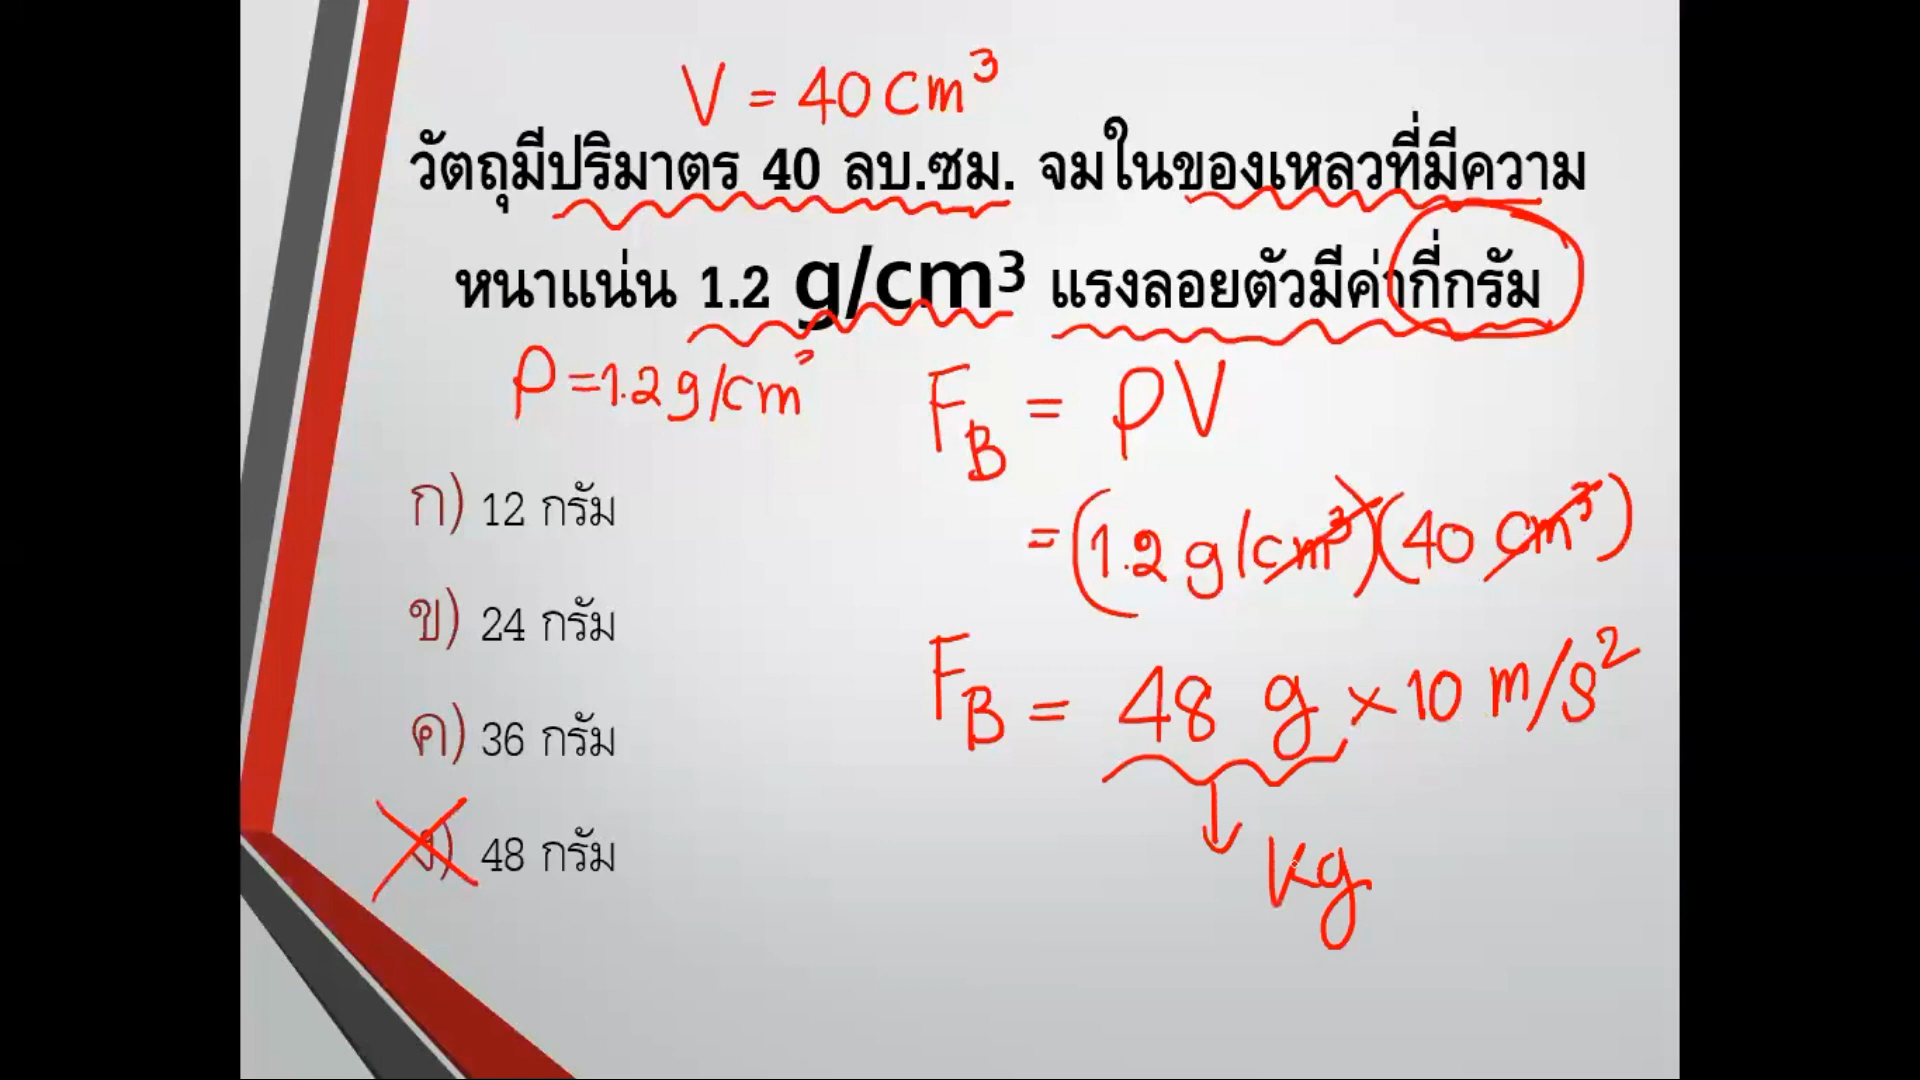 V = 40 cm³
วัตถุมีปริมาตร 40 ลบ.ซม. จมในของเหลวที่มีความ
หนาแน่น 1.2 g/cm³ แรงลอยตัวมีค่ากี่กรัม
ρ = 1.2 g/cm³
F_B = ρV
= (1.2 g/cm³)(40 cm³)
F_B = 48 g × 10 m/s²
kg
ก) 12 กรัม
ข) 24 กรัม
ค) 36 กรัม
ง) 48 กรัม